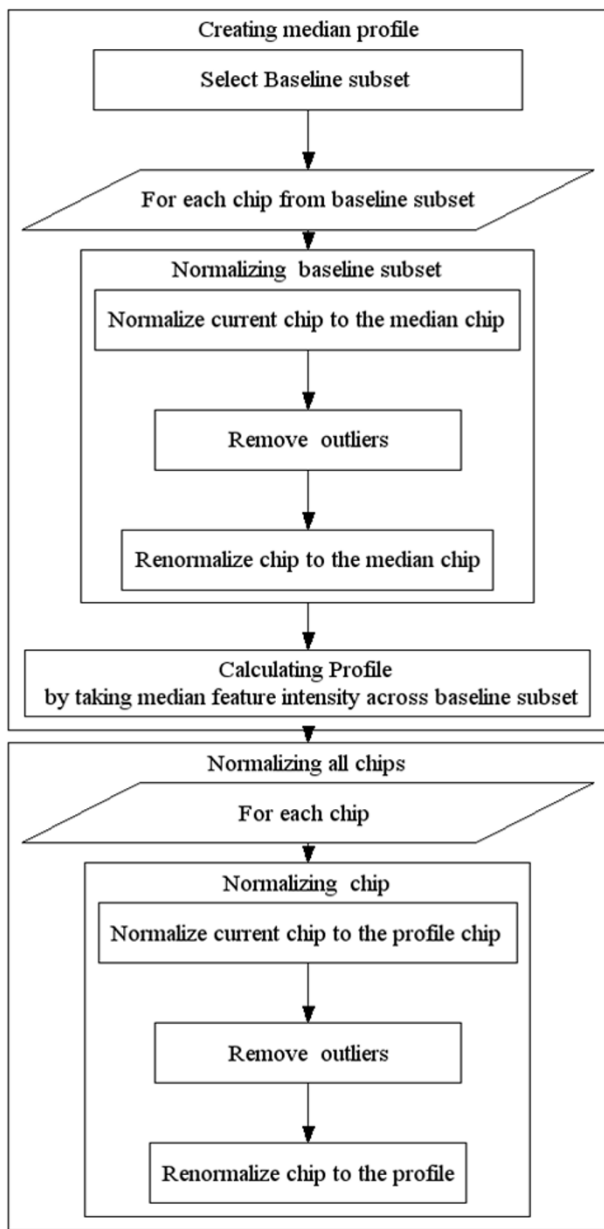 Creating median profile
Select Baseline subset
For each chip from baseline subset
Normalizing baseline subset
Normalize current chip to the median chip
Remove outliers
Renormalize chip to the median chip
Calculating Profile
by taking median feature intensity across baseline subset
Normalizing all chips
For each chip
Normalizing chip
Normalize current chip to the profile chip
Remove outliers
Renormalize chip to the profile